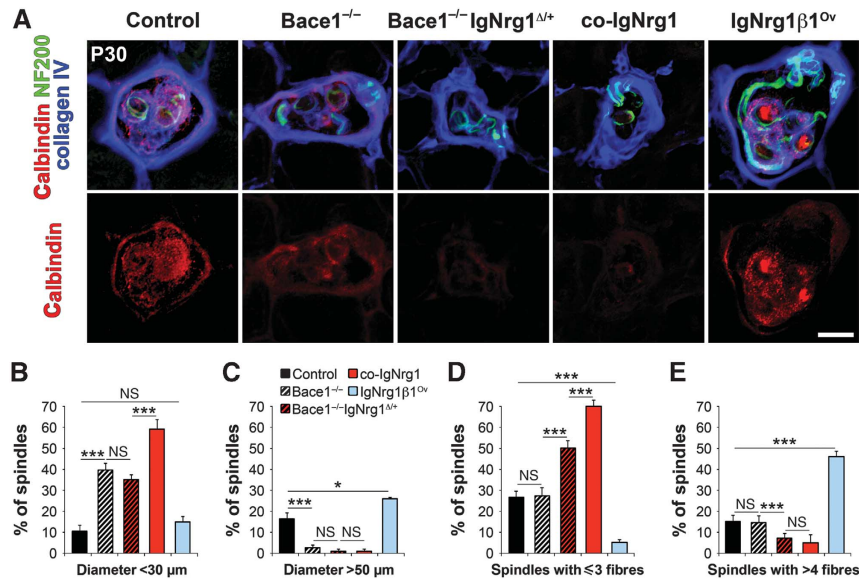 A
Control
Bace1⁻/⁻
Bace1⁻/⁻ IgNrg1Δ/+
co-IgNrg1
IgNrg1β1Ov
P30
Calbindin NF200
collagen IV
Calbindin
B
% of spindles
70
60
50
40
30
20
10
0
NS
***
***
NS
Diameter <30 µm
C
% of spindles
70
60
50
40
30
20
10
0
Control
Bace1⁻/⁻
Bace1⁻/⁻IgNrg1Δ/+
co-IgNrg1
IgNrg1β1Ov
*
***
NS
NS
Diameter >50 µm
D
% of spindles
70
60
50
40
30
20
10
0
***
***
***
NS
Spindles with ⩽3 fibres
E
% of spindles
70
60
50
40
30
20
10
0
***
NS
***
NS
Spindles with >4 fibres